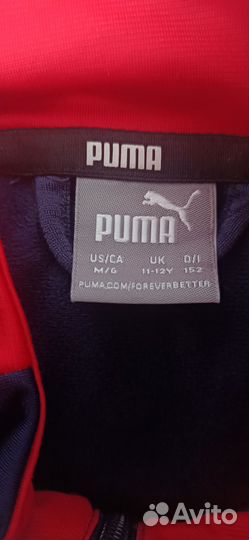 PUMA
PUMA
US/CA UK D/I
M/G 11-12Y 152
PUMA.COM/FOREVERBETTER
Avito